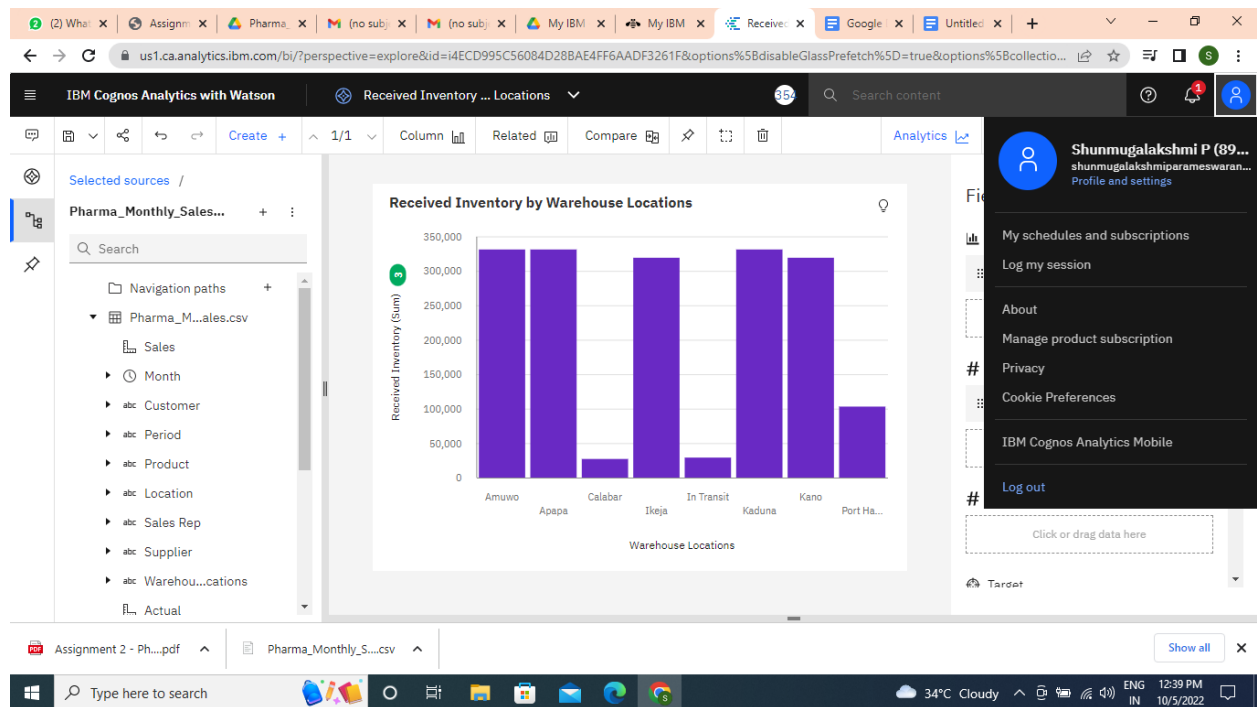 2 (2) What
Assignm
Pharma_
M (no subj
M (no subj
My IBM
My IBM
Received
Google
Untitled
us1.ca.analytics.ibm.com/bi/?perspective=explore&id=i4ECD995C56084D28BAE4FF6AADF3261F&options%5BdisableGlassPrefetch%5D=true&options%5Bcollectio...
S
IBM Cognos Analytics with Watson
Received Inventory ... Locations
354
Search content
1
Create +
1/1
Column
Related
Compare
Analytics
Selected sources /
Pharma_Monthly_Sales...
Search
Navigation paths +
Pharma_M...ales.csv
Sales
Month
abc Customer
abc Period
abc Product
abc Location
abc Sales Rep
abc Supplier
abc Warehou...cations
Actual
Received Inventory by Warehouse Locations
3
Received Inventory (Sum)
350,000
300,000
250,000
200,000
150,000
100,000
50,000
0
Amuwo
Apapa
Calabar
Ikeja
In Transit
Kaduna
Kano
Port Ha...
Warehouse Locations
Fie
#
#
Click or drag data here
Target
Shunmugalakshmi P (89...
shunmugalakshmiparameswaran...
Profile and settings
My schedules and subscriptions
Log my session
About
Manage product subscription
Privacy
Cookie Preferences
IBM Cognos Analytics Mobile
Log out
PDF Assignment 2 - Ph....pdf
Pharma_Monthly_S....csv
Show all
Type here to search
34°C Cloudy
ENG
IN
12:39 PM
10/5/2022